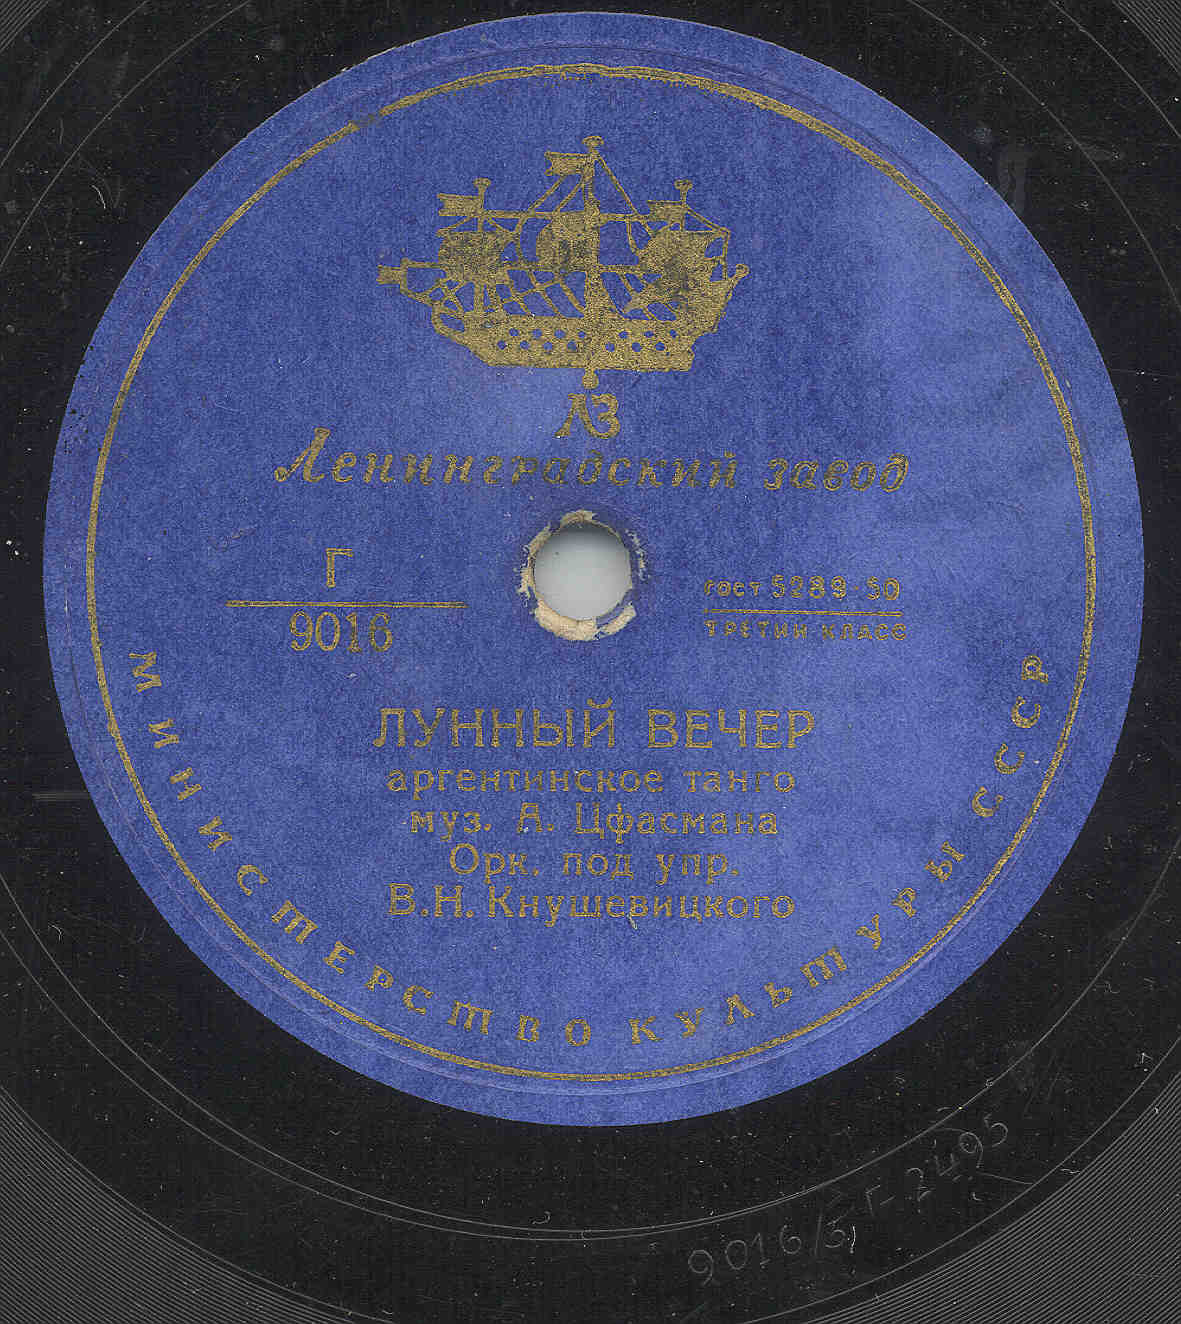 ЛЗ
Ленинградский завод
Г
9016
ГОСТ 5289-50
ТРЕТИЙ КЛАСС
ЛУННЫЙ ВЕЧЕР
аргентинское танго
муз. А. Цфасмана
Орк. под упр.
В.Н. Кнушевицкого
МИНИСТЕРСТВО КУЛЬТУРЫ СССР
9016/5 Г-2495